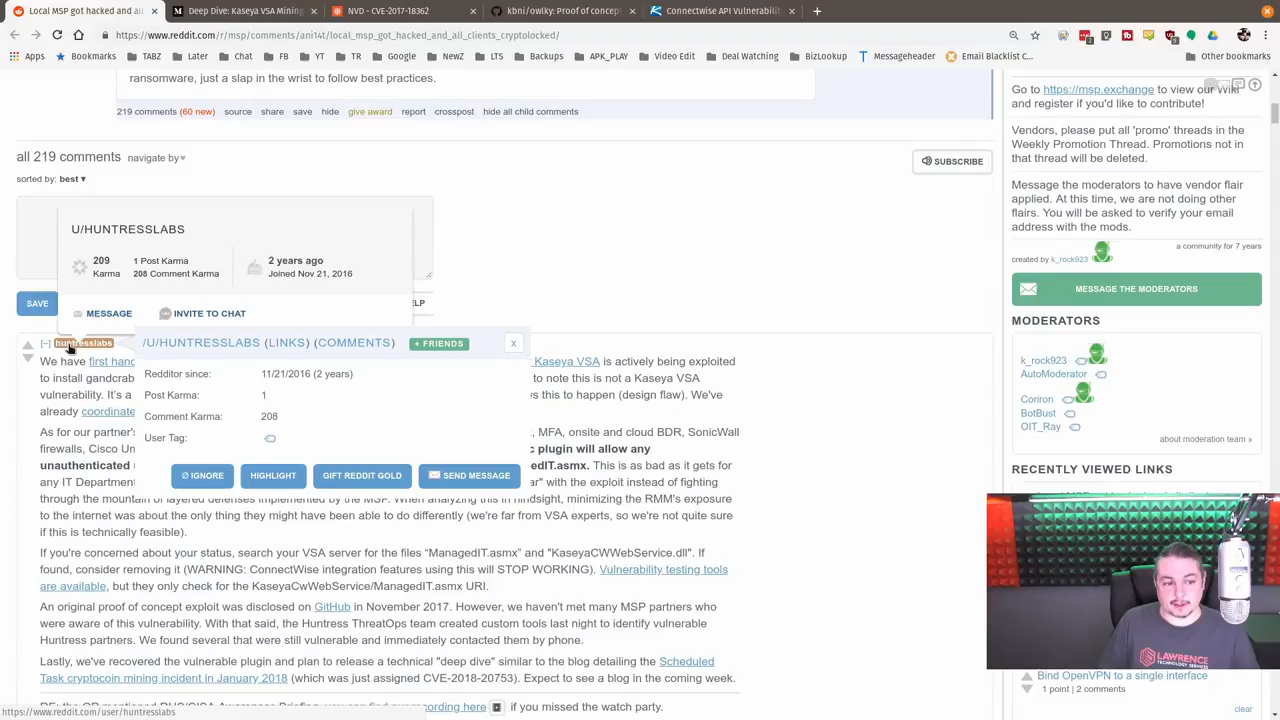 Local MSP got hacked and all
Deep Dive: Kaseya VSA Mining
NVD - CVE-2017-18362
kbni/owlky: Proof of concep
Connectwise API Vulnerabilit
https://www.reddit.com/r/msp/comments/ani14t/local_msp_got_hacked_and_all_clients_cryptolocked/
Apps
Bookmarks
TABZ
Later
Chat
FB
YT
TR
Google
NewZ
LTS
Backups
APK_PLAY
Video Edit
Deal Watching
BizLookup
Messageheader
Email Blacklist C...
Other bookmarks
ransomware, just a slap in the wrist to follow best practices.
219 comments (60 new) source share save hide give award report crosspost hide all child comments
all 219 comments navigate by
sorted by: best ▾
SUBSCRIBE
U/HUNTRESSLABS
209
Karma
1 Post Karma
208 Comment Karma
2 years ago
Joined Nov 21, 2016
MESSAGE
INVITE TO CHAT
SAVE
ELP
[–] huntresslabs
/U/HUNTRESSLABS (LINKS) (COMMENTS)
+ FRIENDS
X
Redditor since: 11/21/2016 (2 years)
Post Karma: 1
Comment Karma: 208
User Tag:
∅ IGNORE
HIGHLIGHT
GIFT REDDIT GOLD
SEND MESSAGE
We have first hand
Kaseya VSA is actively being exploited
to install gandcrab
to note this is not a Kaseya VSA
vulnerability. It's a
s this to happen (design flaw). We've
already coordinate
As for our partner's
, MFA, onsite and cloud BDR, SonicWall
firewalls, Cisco Um
c plugin will allow any
unauthenticated
edIT.asmx. This is as bad as it gets for
any IT Department
ar" with the exploit instead of fighting
through the mountain of layered defenses implemented by the MSP. When analyzing this in hindsight, minimizing the RMM's exposure
to the internet was about the only thing they might have been able to do differently (we're far from VSA experts, so we're not quite sure
if this is technically feasible).
If you're concerned about your status, search your VSA server for the files “ManagedIT.asmx” and "KaseyaCWWebService.dll". If
found, consider removing it (WARNING: ConnectWise integration features using this will STOP WORKING). Vulnerability testing tools
are available, but they only check for the KaseyaCwWebService/ManagedIT.asmx URI.
An original proof of concept exploit was disclosed on GitHub in November 2017. However, we haven't met many MSP partners who
were aware of this vulnerability. With that said, the Huntress ThreatOps team created custom tools last night to identify vulnerable
Huntress partners. We found several that were still vulnerable and immediately contacted them by phone.
Lastly, we've recovered the vulnerable plugin and plan to release a technical "deep dive" similar to the blog detailing the Scheduled
Task cryptocoin mining incident in January 2018 (which was just assigned CVE-2018-20753). Expect to see a blog in the coming week.
RE: the OP mentioned DHS/CISA Awareness Briefing, you can find our recording here if you missed the watch party.
https://www.reddit.com/user/huntresslabs
Go to https://msp.exchange to view our Wiki
and register if you'd like to contribute!
Vendors, please put all 'promo' threads in the
Weekly Promotion Thread. Promotions not in
that thread will be deleted.
Message the moderators to have vendor flair
applied. At this time, we are not doing other
flairs. You will be asked to verify your email
address with the mods.
a community for 7 years
created by k_rock923
MESSAGE THE MODERATORS
MODERATORS
k_rock923
AutoModerator
Coriron
BotBust
OIT_Ray
about moderation team »
RECENTLY VIEWED LINKS
LAWRENCE
TECHNOLOGY SERVICES
Bind OpenVPN to a single interface
1 point | 2 comments
clear